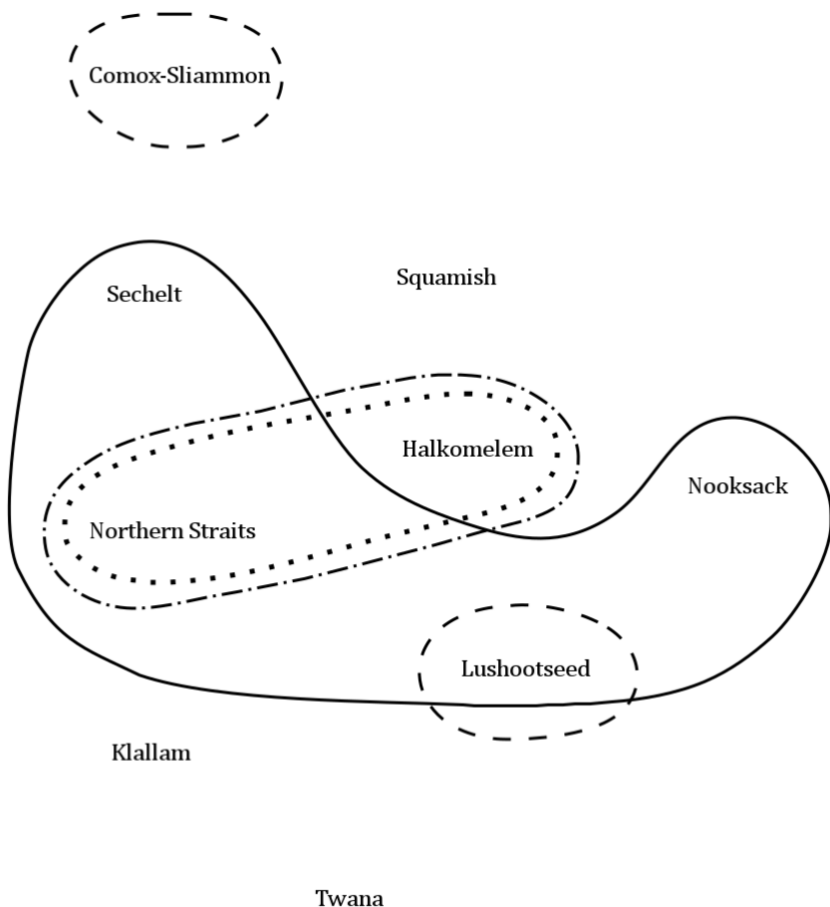 Comox-Sliammon
Squamish
Sechelt
Halkomelem
Nooksack
Northern Straits
Lushootseed
Klallam
Twana